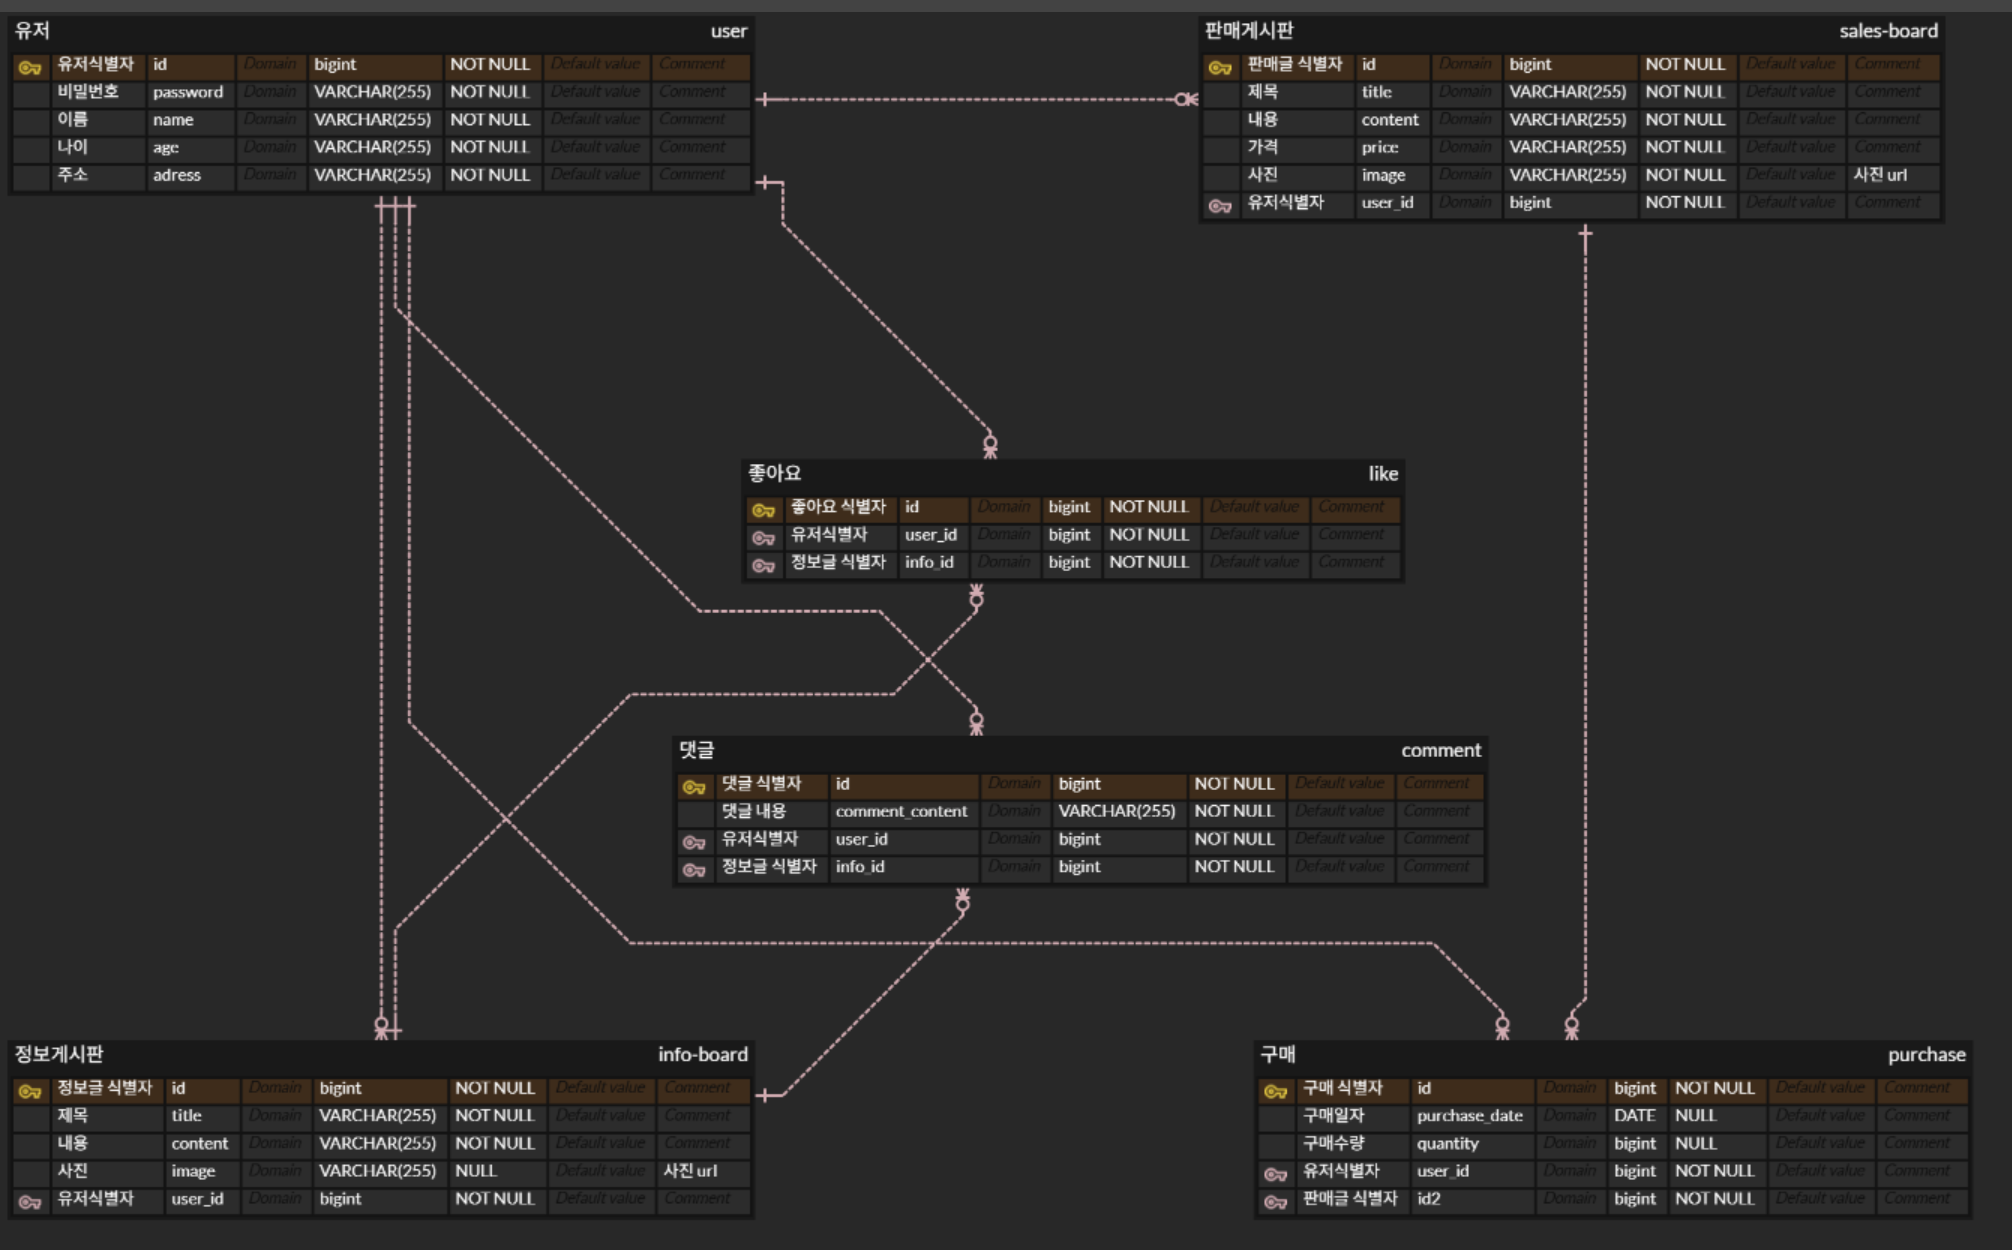 유저 user
유저식별자 id Domain bigint NOT NULL Default value Comment
비밀번호 password Domain VARCHAR(255) NOT NULL Default value Comment
이름 name Domain VARCHAR(255) NOT NULL Default value Comment
나이 age Domain VARCHAR(255) NOT NULL Default value Comment
주소 adress Domain VARCHAR(255) NOT NULL Default value Comment
판매게시판 sales-board
판매글 식별자 id Domain bigint NOT NULL Default value Comment
제목 title Domain VARCHAR(255) NOT NULL Default value Comment
내용 content Domain VARCHAR(255) NOT NULL Default value Comment
가격 price Domain VARCHAR(255) NOT NULL Default value Comment
사진 image Domain VARCHAR(255) NOT NULL Default value 사진 url
유저식별자 user_id Domain bigint NOT NULL Default value Comment
좋아요 like
좋아요 식별자 id Domain bigint NOT NULL Default value Comment
유저식별자 user_id Domain bigint NOT NULL Default value Comment
정보글 식별자 info_id Domain bigint NOT NULL Default value Comment
댓글 comment
댓글 식별자 id Domain bigint NOT NULL Default value Comment
댓글 내용 comment_content Domain VARCHAR(255) NOT NULL Default value Comment
유저식별자 user_id Domain bigint NOT NULL Default value Comment
정보글 식별자 info_id Domain bigint NOT NULL Default value Comment
정보게시판 info-board
정보글 식별자 id Domain bigint NOT NULL Default value Comment
제목 title Domain VARCHAR(255) NOT NULL Default value Comment
내용 content Domain VARCHAR(255) NOT NULL Default value Comment
사진 image Domain VARCHAR(255) NULL Default value 사진 url
유저식별자 user_id Domain bigint NOT NULL Default value Comment
구매 purchase
구매 식별자 id Domain bigint NOT NULL Default value Comment
구매일자 purchase_date Domain DATE NULL Default value Comment
구매수량 quantity Domain bigint NULL Default value Comment
유저식별자 user_id Domain bigint NOT NULL Default value Comment
판매글 식별자 id2 Domain bigint NOT NULL Default value Comment